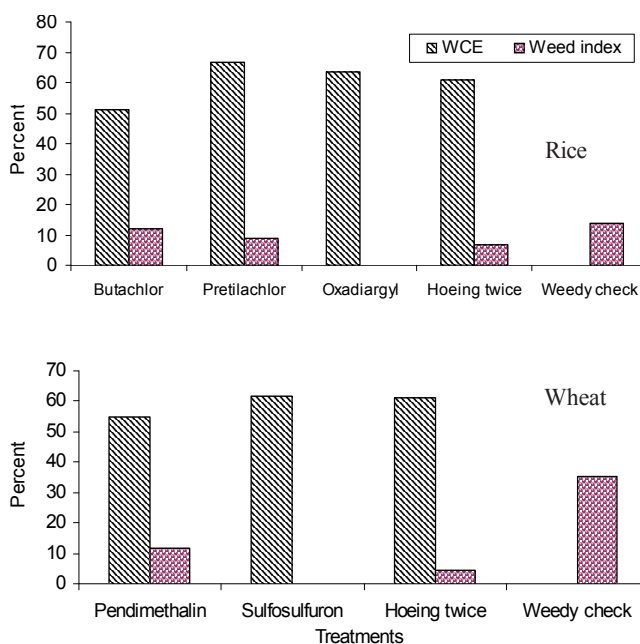 80
70
60
50
40
30
20
10
0
Percent
WCE Weed index
Rice
Butachlor Pretilachlor Oxadiargyl Hoeing twice Weedy check
70
60
50
40
30
20
10
0
Percent
Wheat
Pendimethalin Sulfosulfuron Hoeing twice Weedy check
Treatments